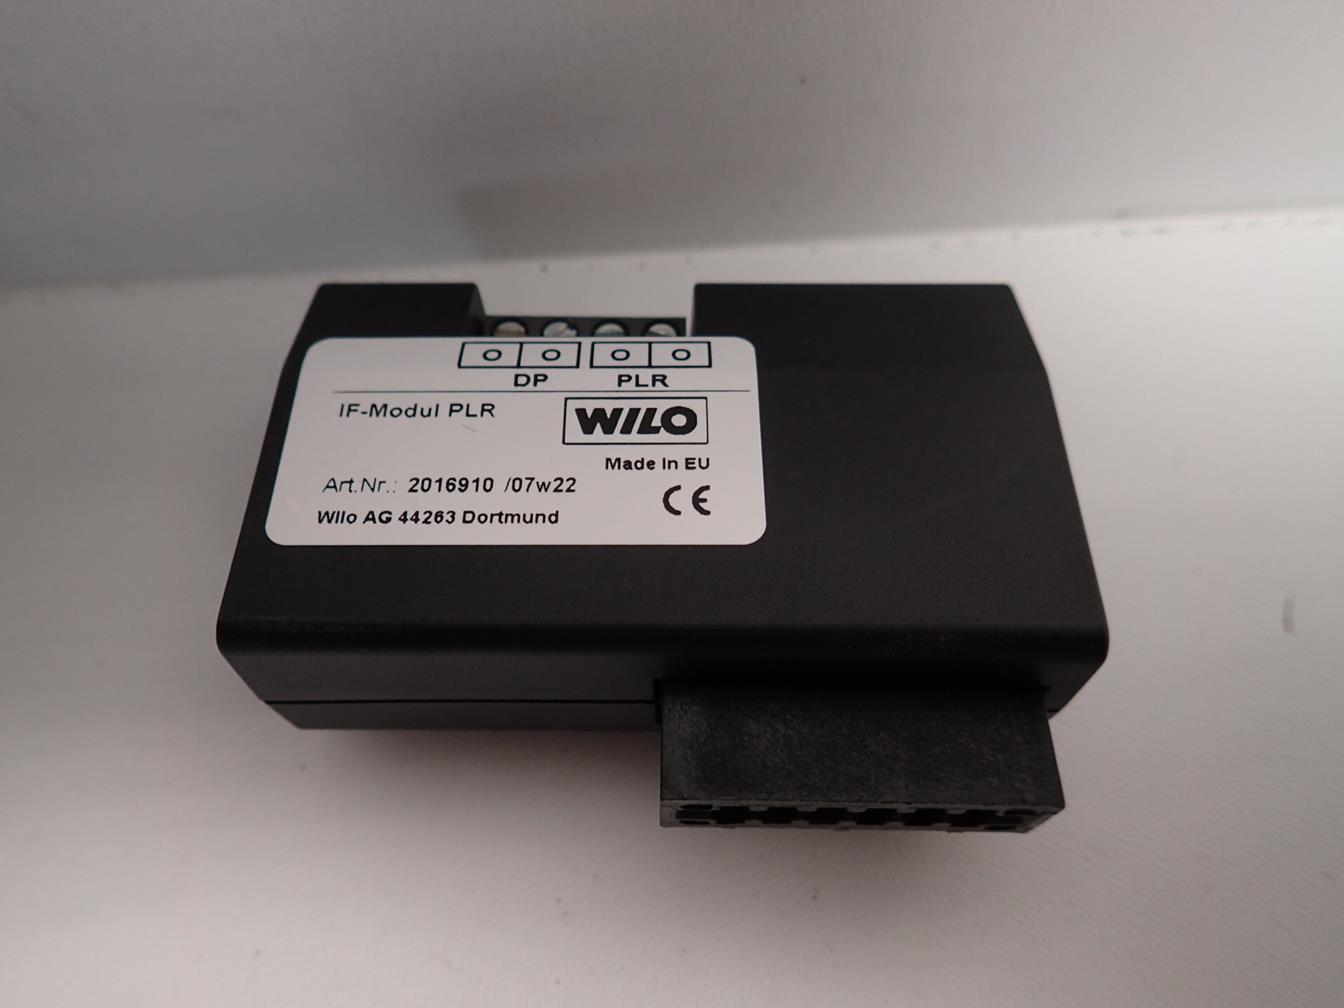 DP PLR
IF-Modul PLR
WILO
Made in EU
Art.Nr.: 2016910 /07w22
CE
Wilo AG 44263 Dortmund